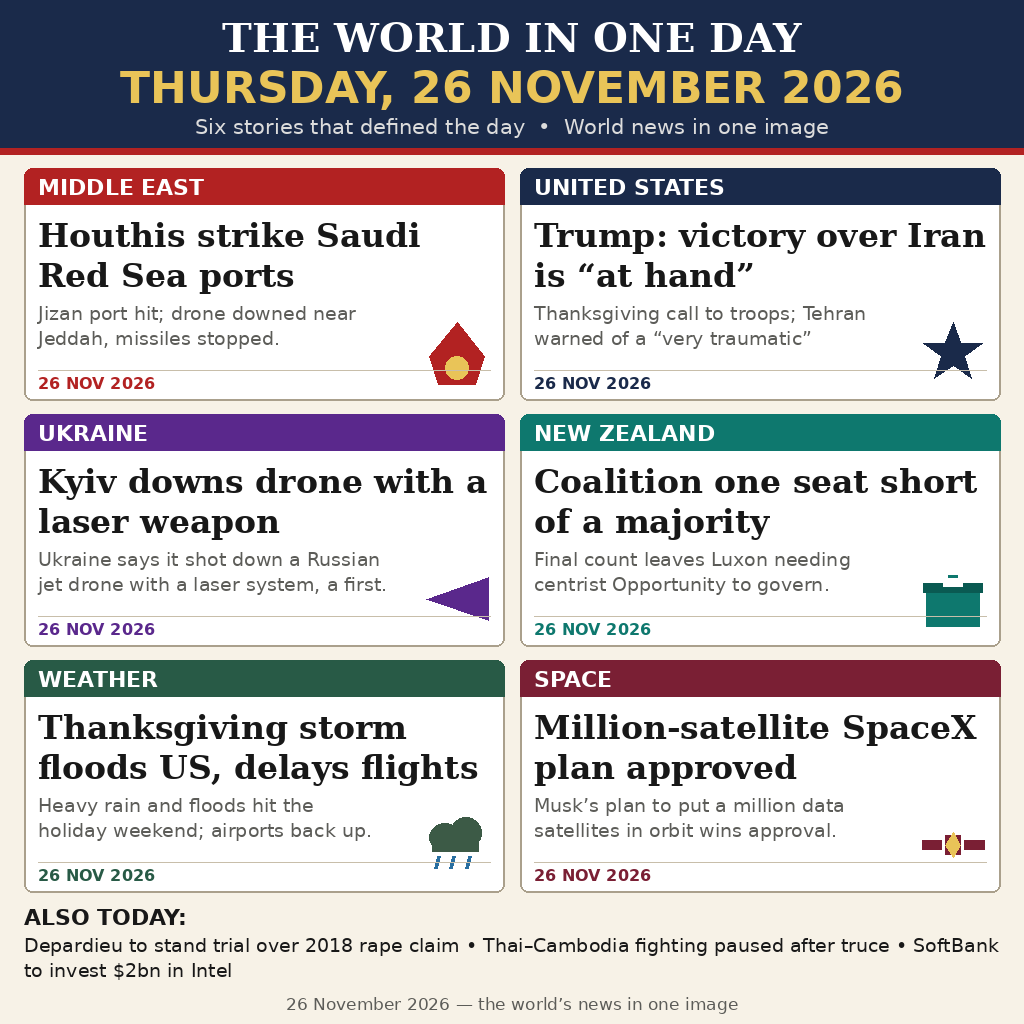 THE WORLD IN ONE DAY
THURSDAY, 26 NOVEMBER 2026
Six stories that defined the day • World news in one image
MIDDLE EAST
Houthis strike Saudi
Red Sea ports
Jizan port hit; drone downed near
Jeddah, missiles stopped.
26 NOV 2026
UNITED STATES
Trump: victory over Iran
is “at hand”
Thanksgiving call to troops; Tehran
warned of a “very traumatic”
26 NOV 2026
UKRAINE
Kyiv downs drone with a
laser weapon
Ukraine says it shot down a Russian
jet drone with a laser system, a first.
26 NOV 2026
NEW ZEALAND
Coalition one seat short
of a majority
Final count leaves Luxon needing
centrist Opportunity to govern.
26 NOV 2026
WEATHER
Thanksgiving storm
floods US, delays flights
Heavy rain and floods hit the
holiday weekend; airports back up.
26 NOV 2026
SPACE
Million-satellite SpaceX
plan approved
Musk’s plan to put a million data
satellites in orbit wins approval.
26 NOV 2026
ALSO TODAY:
Depardieu to stand trial over 2018 rape claim • Thai–Cambodia fighting paused after truce • SoftBank
to invest $2bn in Intel
26 November 2026 — the world’s news in one image